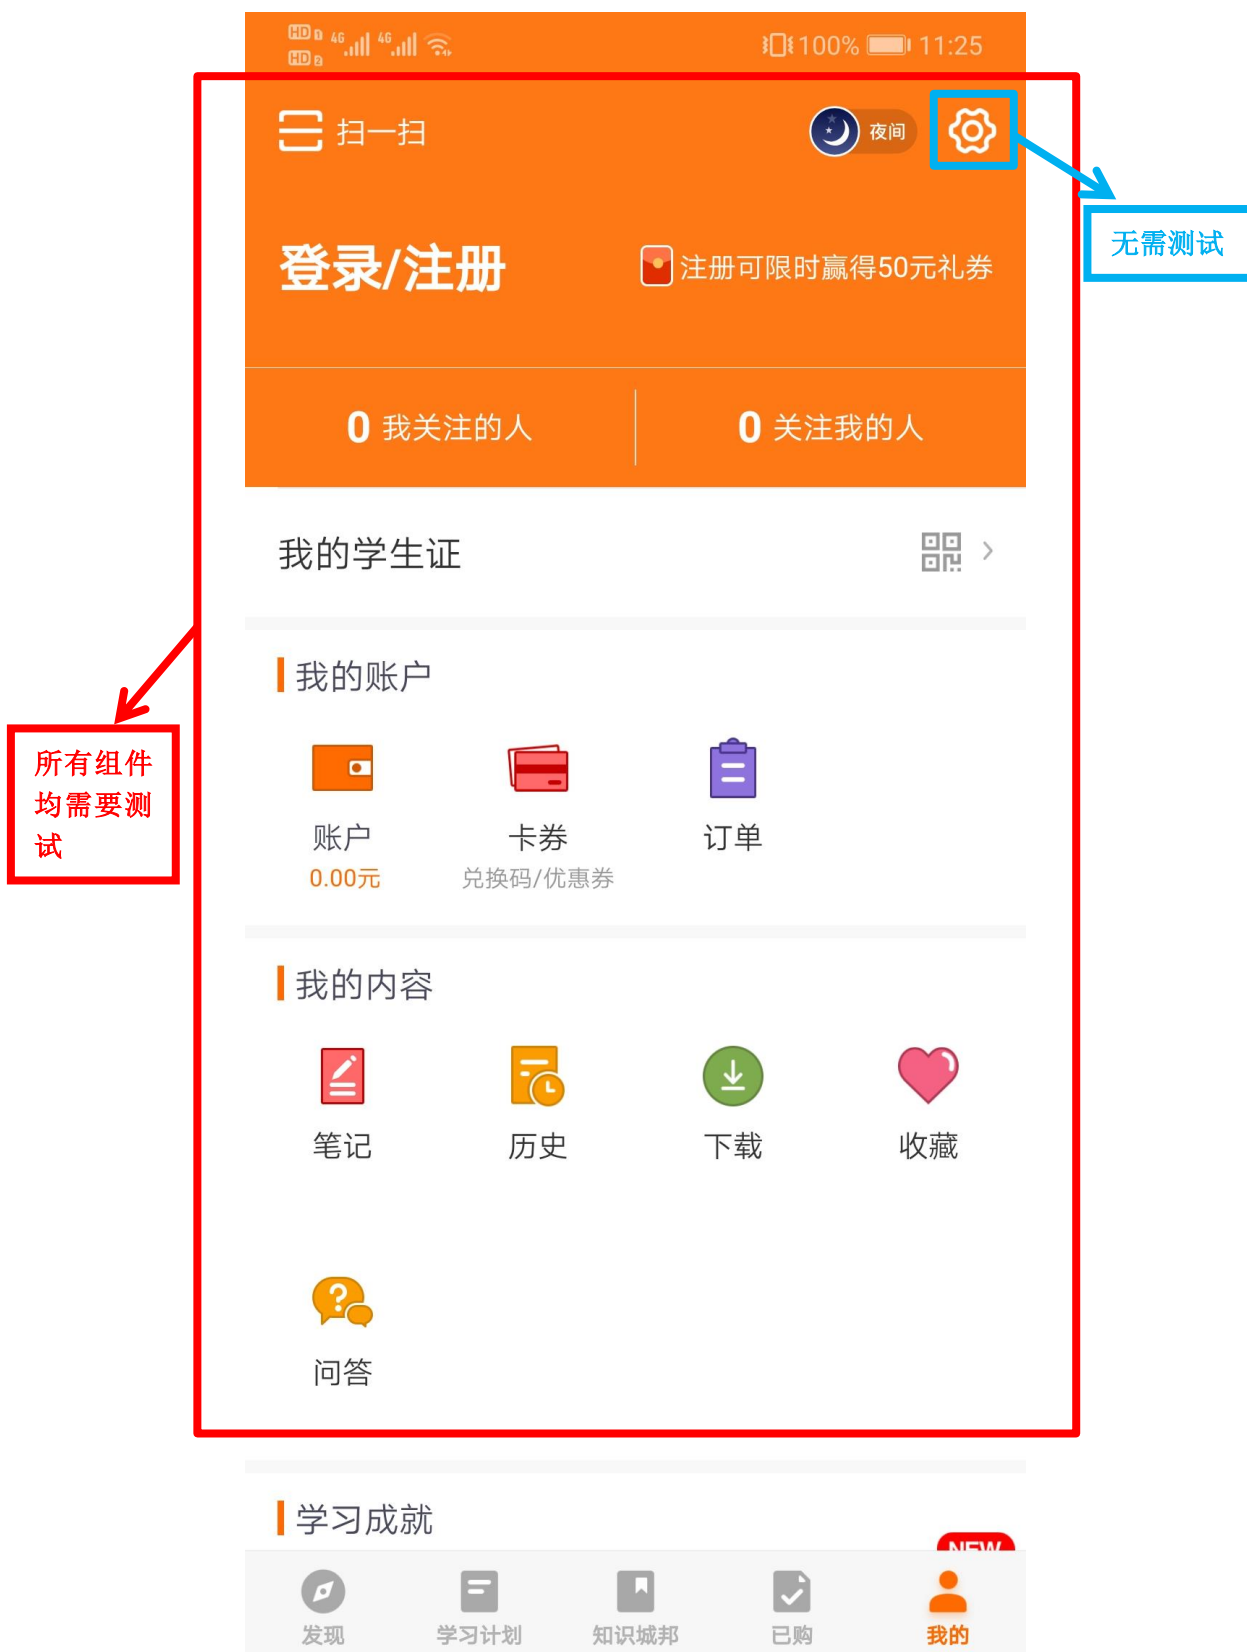 HD 1 4G 4G 100% 11:25
HD 2
扫一扫 夜间
无需测试
登录/注册 注册可限时赢得50元礼券
0 我关注的人 0 关注我的人
我的学生证
我的账户
所有组件
均需要测
试
账户 卡券 订单
0.00元 兑换码/优惠券
我的内容
笔记 历史 下载 收藏
问答
学习成就
NEW
发现 学习计划 知识城邦 已购 我的